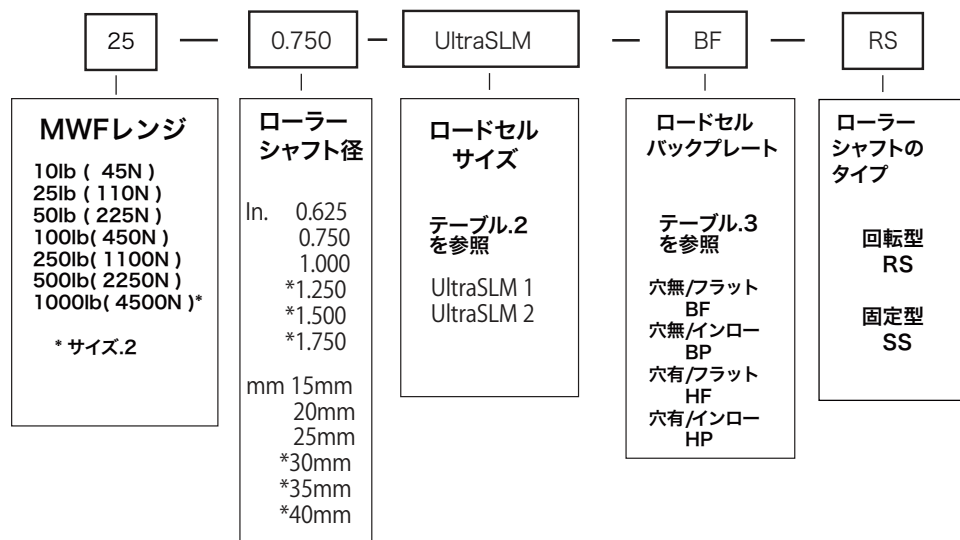 25 — 0.750 — UltraSLM — BF — RS
MWFレンジ
10lb ( 45N )
25lb ( 110N )
50lb ( 225N )
100lb( 450N )
250lb( 1100N )
500lb( 2250N )
1000lb( 4500N )*
* サイズ.2
ローラー
シャフト径
In. 0.625
0.750
1.000
*1.250
*1.500
*1.750
mm 15mm
20mm
25mm
*30mm
*35mm
*40mm
ロードセル
サイズ
テーブル.2
を参照
UltraSLM 1
UltraSLM 2
ロードセル
バックプレート
テーブル.3
を参照
穴無/フラット
BF
穴無/インロー
BP
穴有/フラット
HF
穴有/インロー
HP
ローラー
シャフトの
タイプ
回転型
RS
固定型
SS